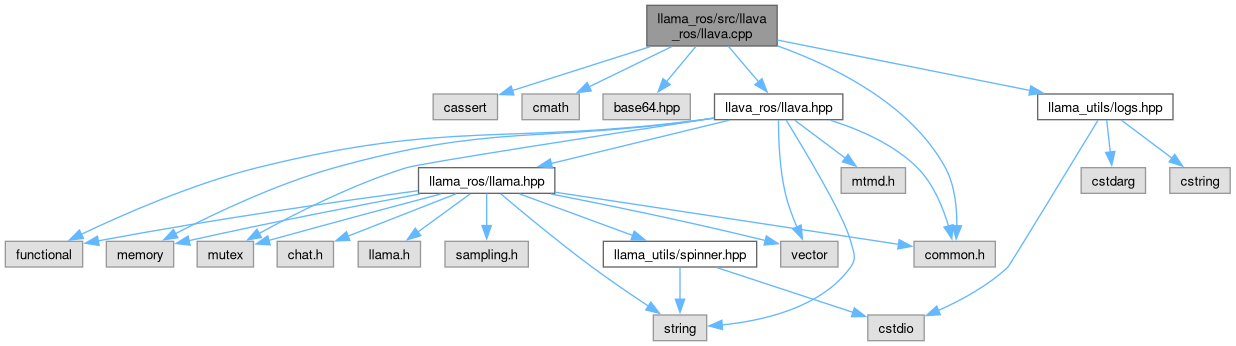 llama_ros/src/llava
_ros/llava.cpp
cassert
cmath
base64.hpp
llava_ros/llava.hpp
llama_utils/logs.hpp
llama_ros/llama.hpp
mtmd.h
cstdarg
cstring
functional
memory
mutex
chat.h
llama.h
sampling.h
llama_utils/spinner.hpp
vector
common.h
string
cstdio